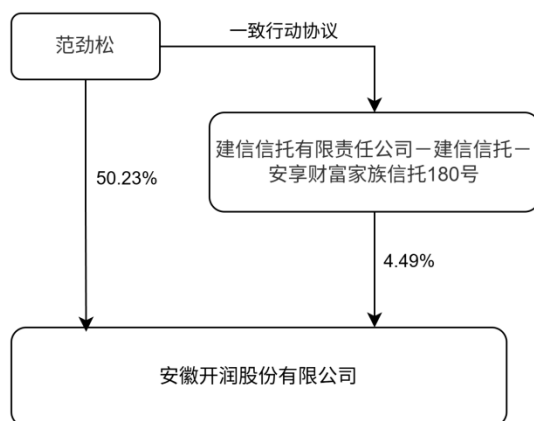 范劲松
一致行动协议
建信信托有限责任公司－建信信托－
安享财富家族信托180号
50.23%
4.49%
安徽开润股份有限公司